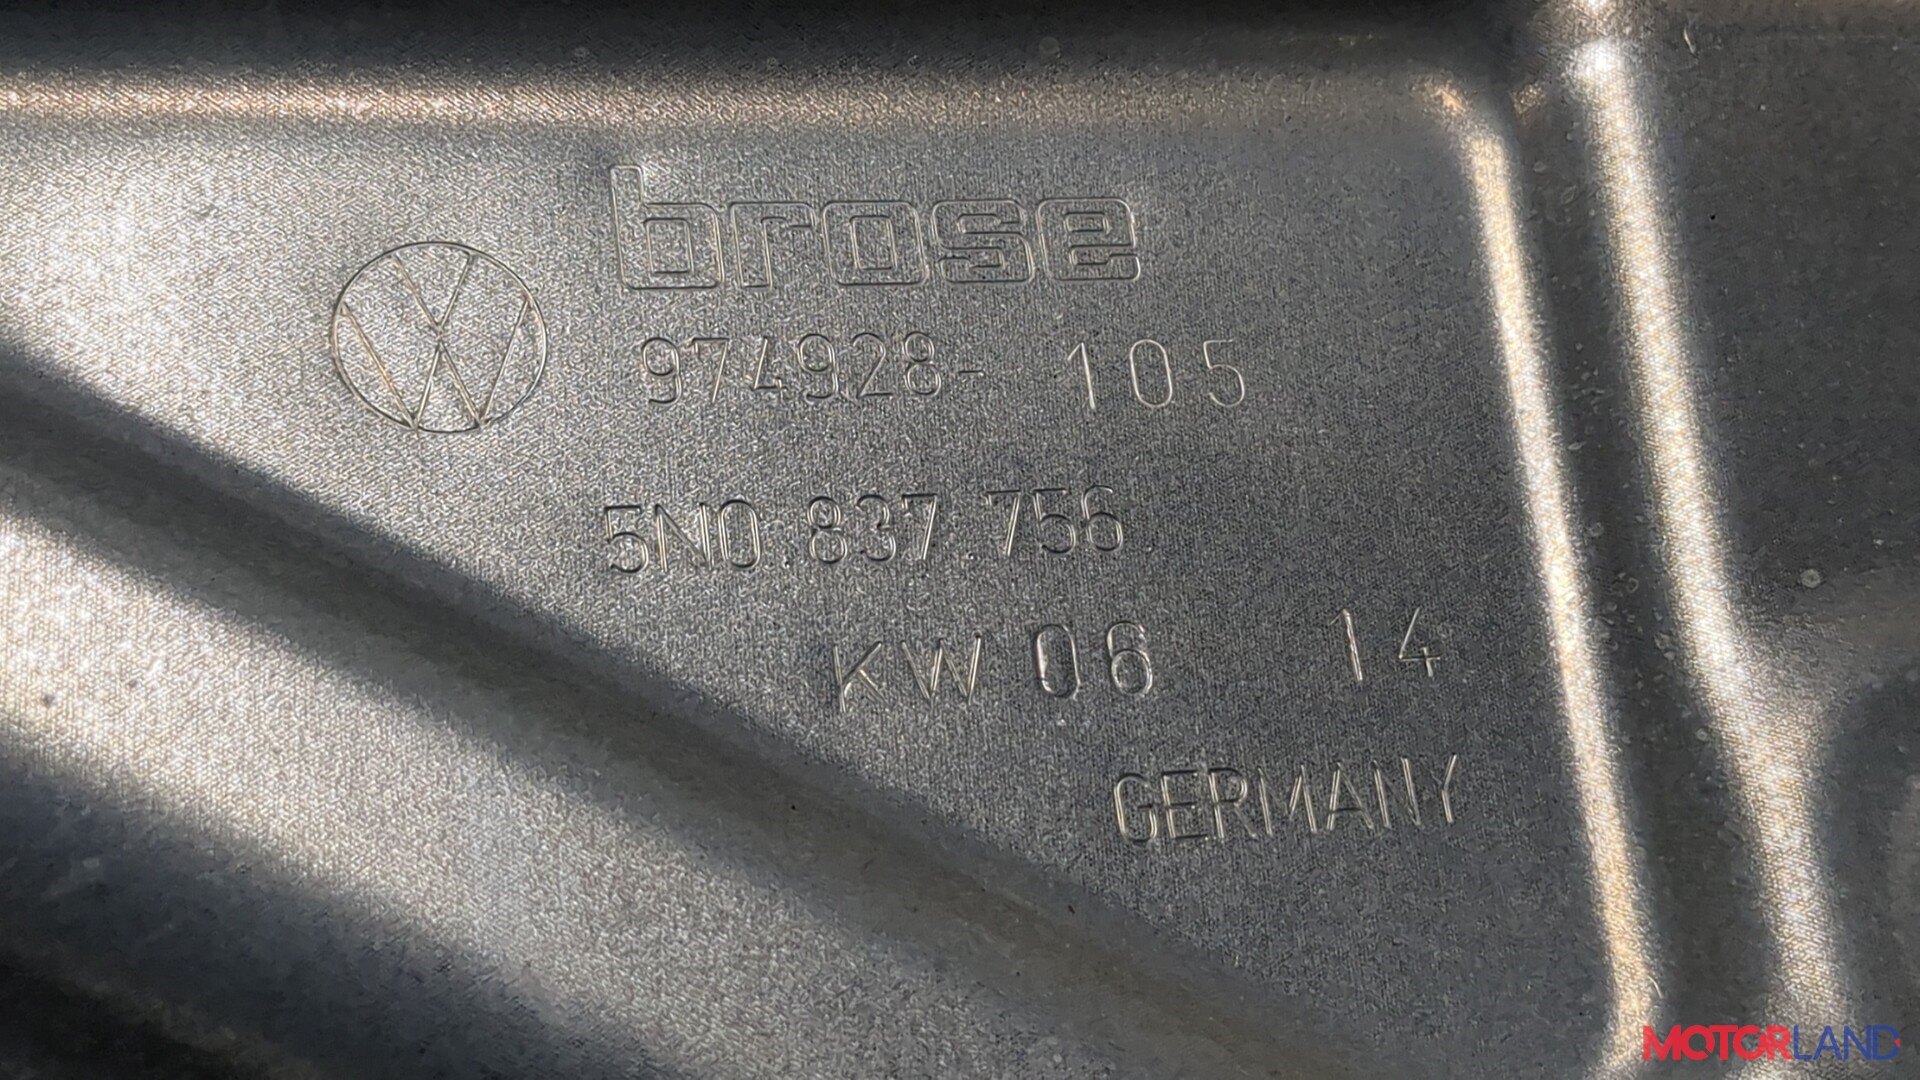 brose
974928- 105
5N0 837 756
KW 06 14
GERMANY
MOTORLAND